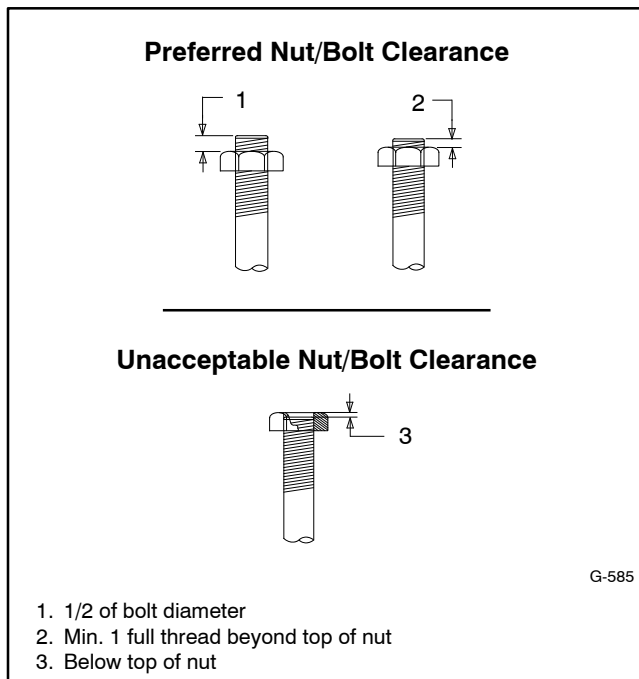 Preferred Nut/Bolt Clearance
1
2
Unacceptable Nut/Bolt Clearance
3
G-585
1. 1/2 of bolt diameter
2. Min. 1 full thread beyond top of nut
3. Below top of nut